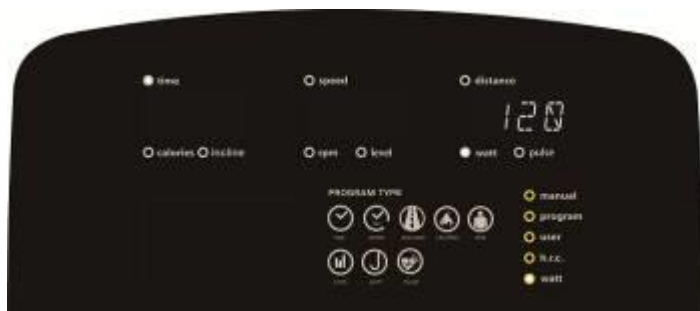 time speed distance
120
calories incline rpm level watt pulse
PROGRAM TYPE
manual
program
user
h.r.c.
watt